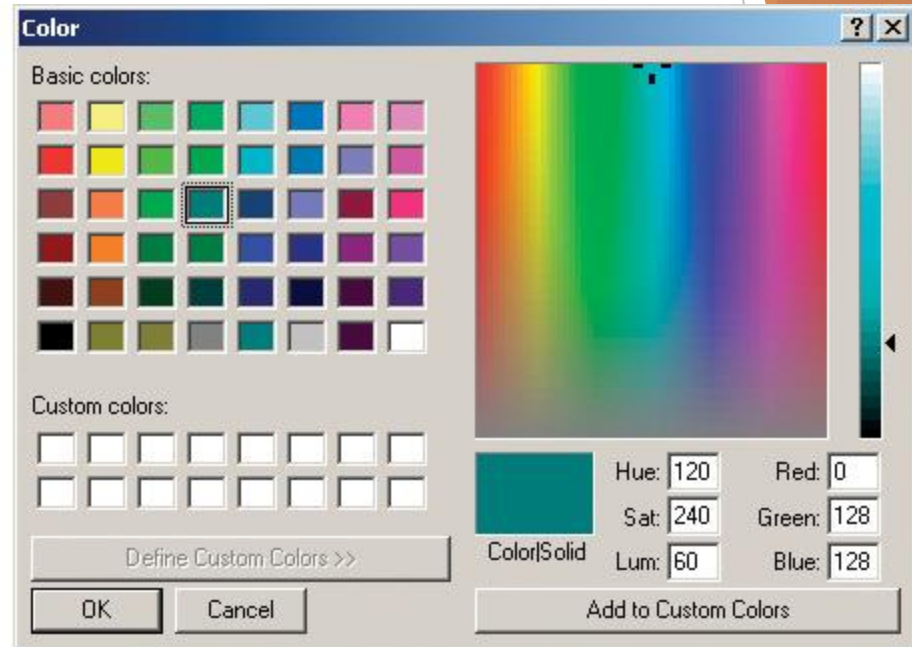 Color
Basic colors:
Custom colors:
Define Custom Colors >>
OK Cancel
Color|Solid
Hue: 120 Red: 0
Sat: 240 Green: 128
Lum: 60 Blue: 128
Add to Custom Colors